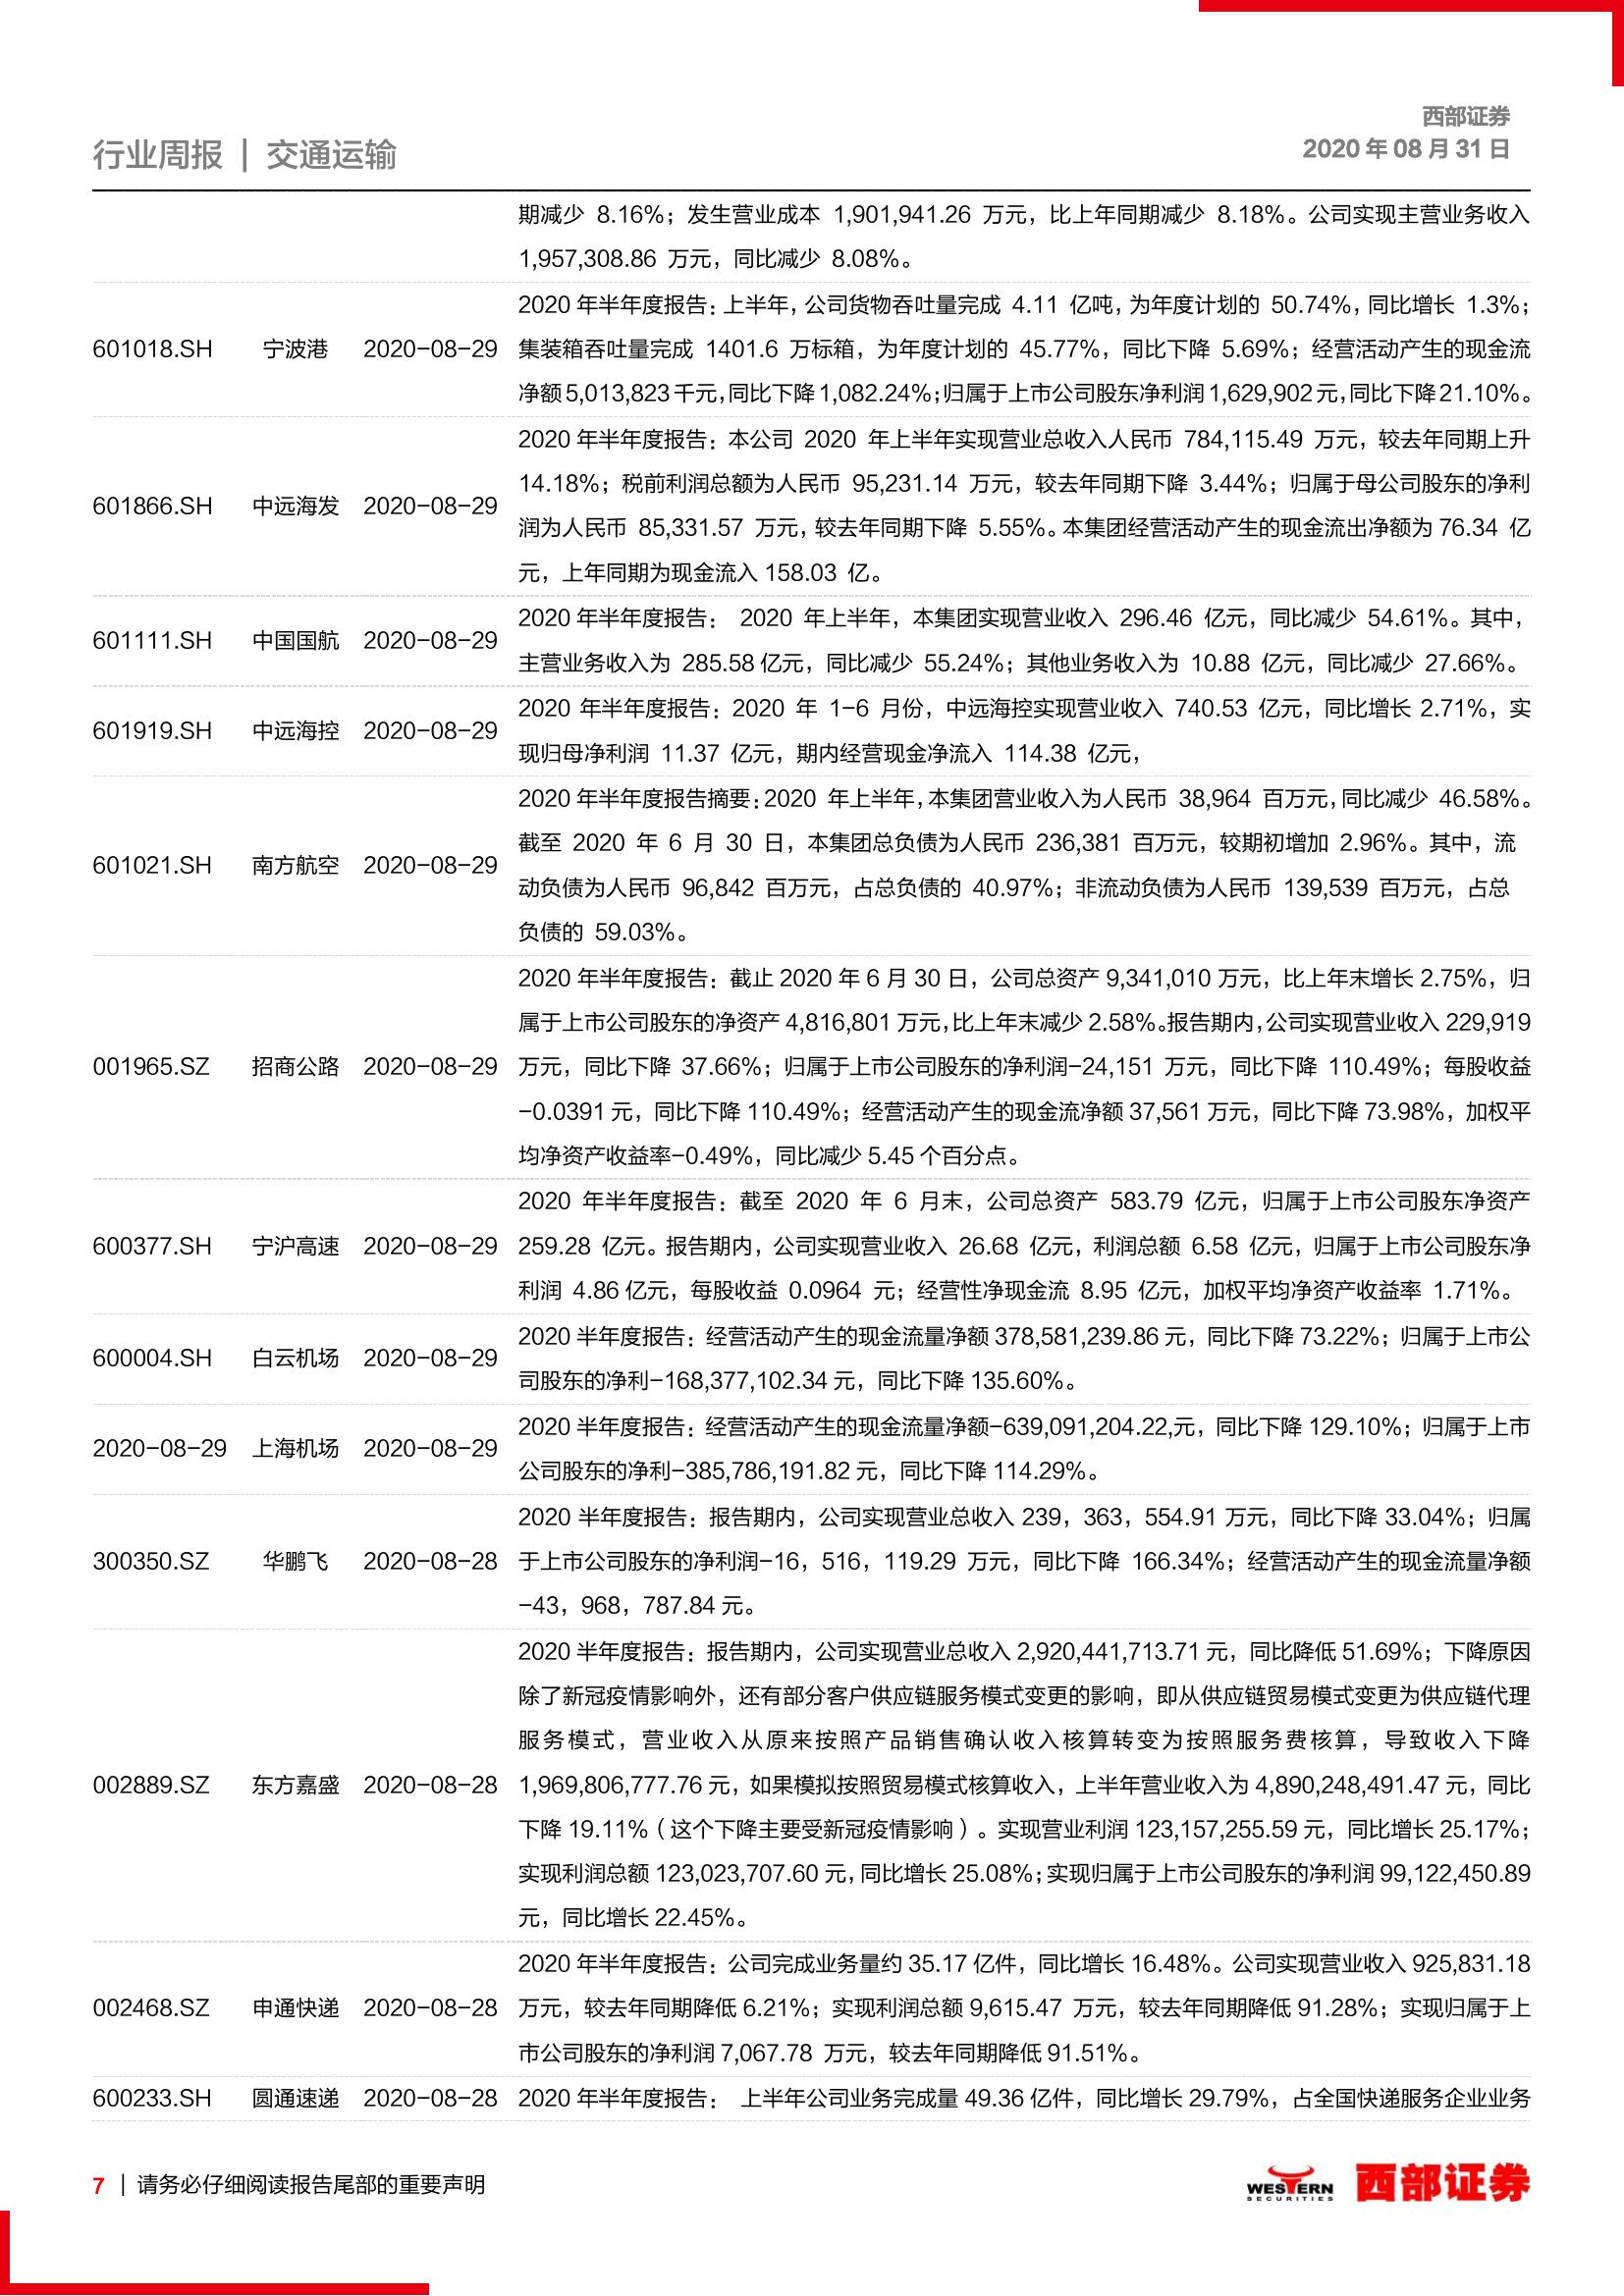 西部证券
行业周报 | 交通运输
2020 年 08 月 31 日
期减少 8.16%；发生营业成本 1,901,941.26 万元，比上年同期减少 8.18%。公司实现主营业务收入
1,957,308.86 万元，同比减少 8.08%。
601018.SH 宁波港 2020-08-29
2020 年半年度报告：上半年，公司货物吞吐量完成 4.11 亿吨，为年度计划的 50.74%，同比增长 1.3%；
集装箱吞吐量完成 1401.6 万标箱，为年度计划的 45.77%，同比下降 5.69%；经营活动产生的现金流
净额 5,013,823 千元，同比下降 1,082.24%；归属于上市公司股东净利润 1,629,902 元，同比下降 21.10%。
601866.SH 中远海发 2020-08-29
2020 年半年度报告：本公司 2020 年上半年实现营业总收入人民币 784,115.49 万元，较去年同期上升
14.18%；税前利润总额为人民币 95,231.14 万元，较去年同期下降 3.44%；归属于母公司股东的净利
润为人民币 85,331.57 万元，较去年同期下降 5.55%。本集团经营活动产生的现金流出净额为 76.34 亿
元，上年同期为现金流入 158.03 亿。
601111.SH 中国国航 2020-08-29
2020 年半年度报告： 2020 年上半年，本集团实现营业收入 296.46 亿元，同比减少 54.61%。其中，
主营业务收入为 285.58 亿元，同比减少 55.24%；其他业务收入为 10.88 亿元，同比减少 27.66%。
601919.SH 中远海控 2020-08-29
2020 年半年度报告：2020 年 1-6 月份，中远海控实现营业收入 740.53 亿元，同比增长 2.71%，实
现归母净利润 11.37 亿元，期内经营现金净流入 114.38 亿元，
601021.SH 南方航空 2020-08-29
2020 年半年度报告摘要：2020 年上半年，本集团营业收入为人民币 38,964 百万元，同比减少 46.58%。
截至 2020 年 6 月 30 日，本集团总负债为人民币 236,381 百万元，较期初增加 2.96%。其中，流
动负债为人民币 96,842 百万元，占总负债的 40.97%；非流动负债为人民币 139,539 百万元，占总
负债的 59.03%。
001965.SZ 招商公路 2020-08-29
2020 年半年度报告：截止 2020 年 6 月 30 日，公司总资产 9,341,010 万元，比上年末增长 2.75%，归
属于上市公司股东的净资产 4,816,801 万元，比上年末减少 2.58%。报告期内，公司实现营业收入 229,919
万元，同比下降 37.66%；归属于上市公司股东的净利润-24,151 万元，同比下降 110.49%；每股收益
-0.0391 元，同比下降 110.49%；经营活动产生的现金流净额 37,561 万元，同比下降 73.98%，加权平
均净资产收益率-0.49%，同比减少 5.45 个百分点。
600377.SH 宁沪高速 2020-08-29
2020 年半年度报告：截至 2020 年 6 月末，公司总资产 583.79 亿元，归属于上市公司股东净资产
259.28 亿元。报告期内，公司实现营业收入 26.68 亿元，利润总额 6.58 亿元，归属于上市公司股东净
利润 4.86 亿元，每股收益 0.0964 元；经营性净现金流 8.95 亿元，加权平均净资产收益率 1.71%。
600004.SH 白云机场 2020-08-29
2020 半年度报告：经营活动产生的现金流量净额 378,581,239.86 元，同比下降 73.22%；归属于上市公
司股东的净利-168,377,102.34 元，同比下降 135.60%。
2020-08-29 上海机场 2020-08-29
2020 半年度报告：经营活动产生的现金流量净额-639,091,204.22,元，同比下降 129.10%；归属于上市
公司股东的净利-385,786,191.82 元，同比下降 114.29%。
300350.SZ 华鹏飞 2020-08-28
2020 半年度报告：报告期内，公司实现营业总收入 239，363，554.91 万元，同比下降 33.04%；归属
于上市公司股东的净利润-16，516，119.29 万元，同比下降 166.34%；经营活动产生的现金流量净额
-43，968，787.84 元。
002889.SZ 东方嘉盛 2020-08-28
2020 半年度报告：报告期内，公司实现营业总收入 2,920,441,713.71 元，同比降低 51.69%；下降原因
除了新冠疫情影响外，还有部分客户供应链服务模式变更的影响，即从供应链贸易模式变更为供应链代理
服务模式，营业收入从原来按照产品销售确认收入核算转变为按照服务费核算，导致收入下降
1,969,806,777.76 元，如果模拟按照贸易模式核算收入，上半年营业收入为 4,890,248,491.47 元，同比
下降 19.11%（这个下降主要受新冠疫情影响）。实现营业利润 123,157,255.59 元，同比增长 25.17%；
实现利润总额 123,023,707.60 元，同比增长 25.08%；实现归属于上市公司股东的净利润 99,122,450.89
元，同比增长 22.45%。
002468.SZ 申通快递 2020-08-28
2020 年半年度报告：公司完成业务量约 35.17 亿件，同比增长 16.48%。公司实现营业收入 925,831.18
万元，较去年同期降低 6.21%；实现利润总额 9,615.47 万元，较去年同期降低 91.28%；实现归属于上
市公司股东的净利润 7,067.78 万元，较去年同期降低 91.51%。
600233.SH 圆通速递 2020-08-28 2020 年半年度报告： 上半年公司业务完成量 49.36 亿件，同比增长 29.79%，占全国快递服务企业业务
7 | 请务必仔细阅读报告尾部的重要声明
WESTERN
SECURITIES
西部证券